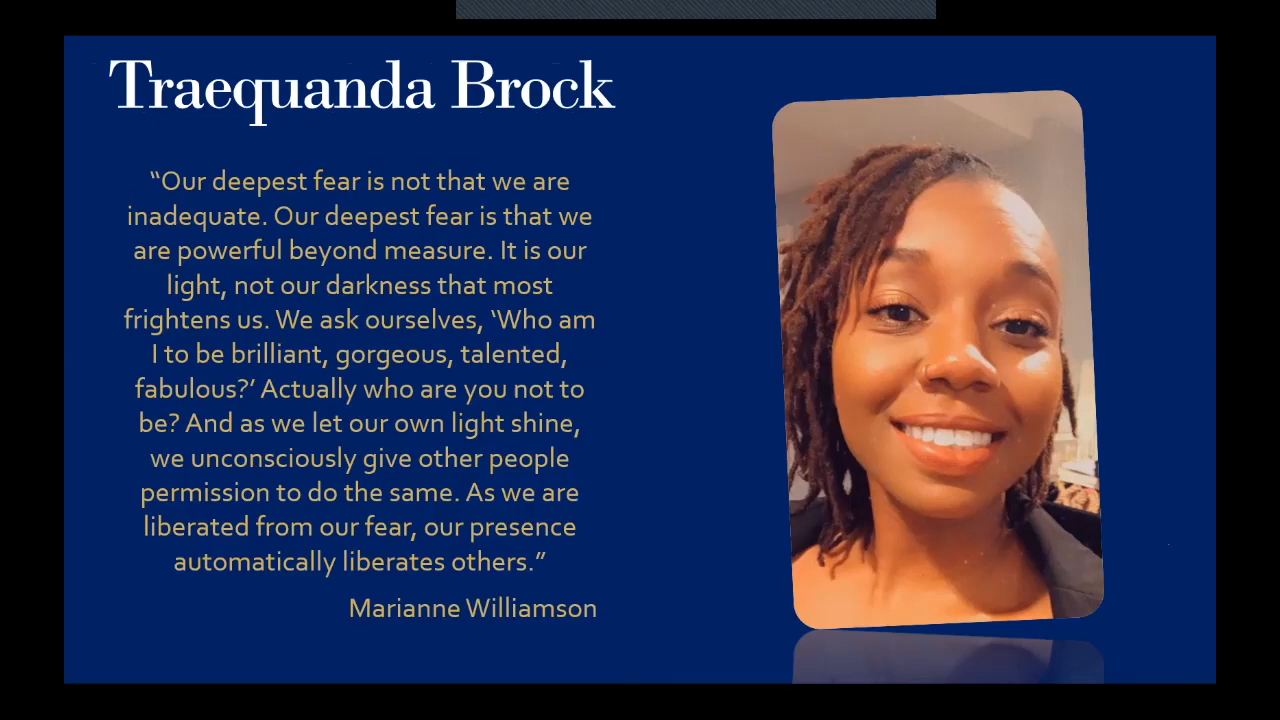 Traequanda Brock
“Our deepest fear is not that we are
inadequate. Our deepest fear is that we
are powerful beyond measure. It is our
light, not our darkness that most
frightens us. We ask ourselves, ‘Who am
I to be brilliant, gorgeous, talented,
fabulous?’ Actually who are you not to
be? And as we let our own light shine,
we unconsciously give other people
permission to do the same. As we are
liberated from our fear, our presence
automatically liberates others.”
Marianne Williamson